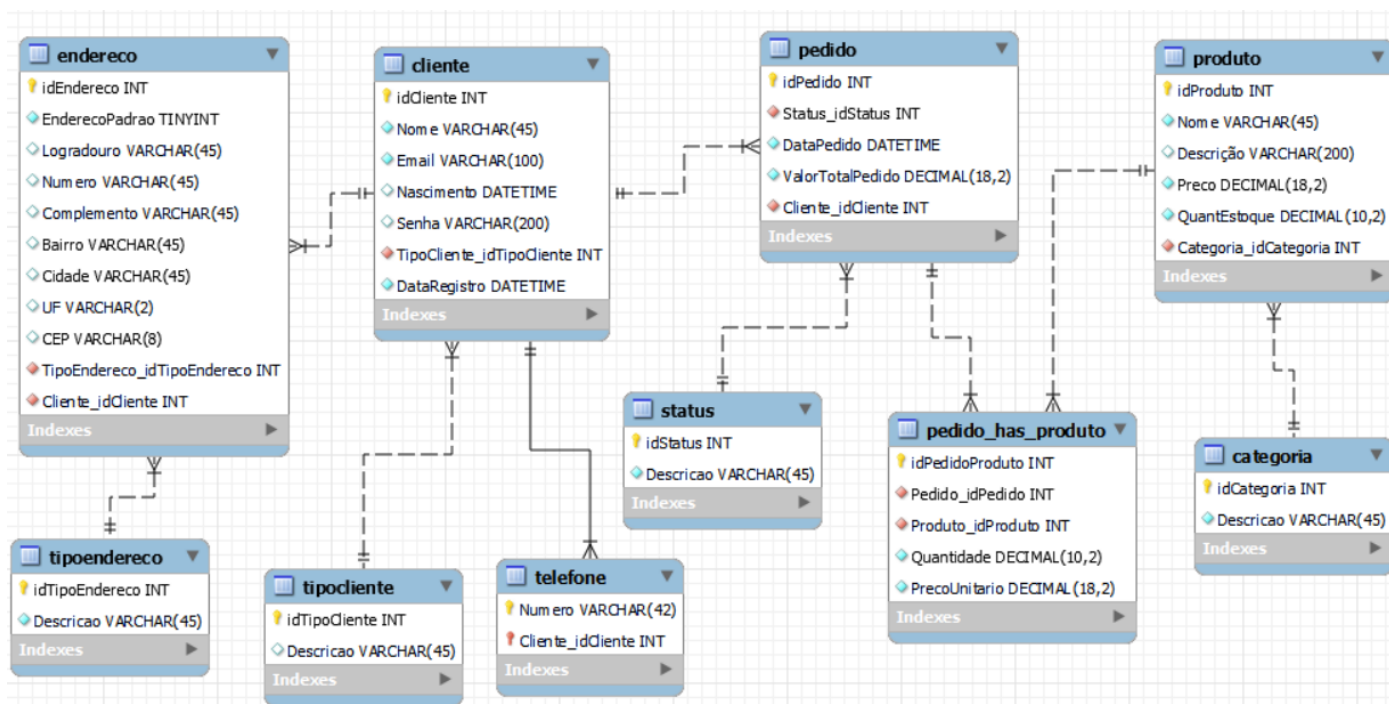 endereco
idEndereco INT
EnderecoPadrao TINYINT
Logradouro VARCHAR(45)
Numero VARCHAR(45)
Complemento VARCHAR(45)
Bairro VARCHAR(45)
Cidade VARCHAR(45)
UF VARCHAR(2)
CEP VARCHAR(8)
TipoEndereco_idTipoEndereco INT
Cliente_idCliente INT
Indexes
cliente
idCliente INT
Nome VARCHAR(45)
Email VARCHAR(100)
Nascimento DATETIME
Senha VARCHAR(200)
TipoCliente_idTipoCliente INT
DataRegistro DATETIME
Indexes
pedido
idPedido INT
Status_idStatus INT
DataPedido DATETIME
ValorTotalPedido DECIMAL(18,2)
Cliente_idCliente INT
Indexes
produto
idProduto INT
Nome VARCHAR(45)
Descrição VARCHAR(200)
Preco DECIMAL(18,2)
QuantEstoque DECIMAL(10,2)
Categoria_idCategoria INT
Indexes
status
idStatus INT
Descricao VARCHAR(45)
Indexes
pedido_has_produto
idPedidoProduto INT
Pedido_idPedido INT
Produto_idProduto INT
Quantidade DECIMAL(10,2)
PrecoUnitario DECIMAL(18,2)
Indexes
categoria
idCategoria INT
Descricao VARCHAR(45)
Indexes
tipoendereco
idTipoEndereco INT
Descricao VARCHAR(45)
Indexes
tipocliente
idTipoCliente INT
Descricao VARCHAR(45)
Indexes
telefone
Numero VARCHAR(42)
Cliente_idCliente INT
Indexes